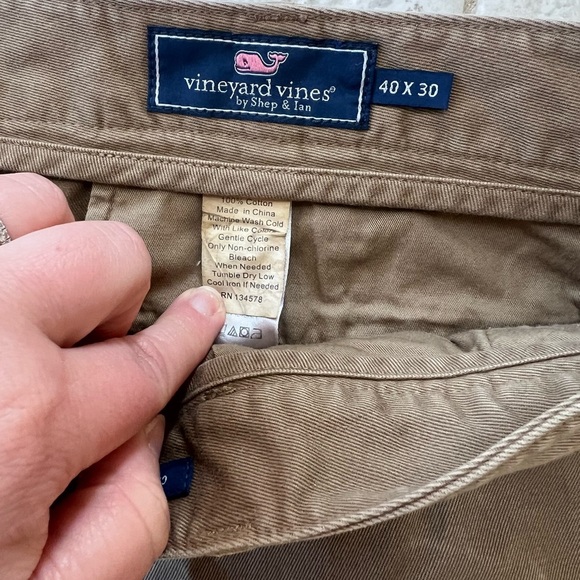 vineyard vines®
by Shep & Ian
40 X 30
100% Cotton
Made in China
Machine Wash Cold
With Like Colors
Gentle Cycle
Only Non-chlorine
Bleach
When Needed
Tumble Dry Low
Cool Iron If Needed
RN 134578